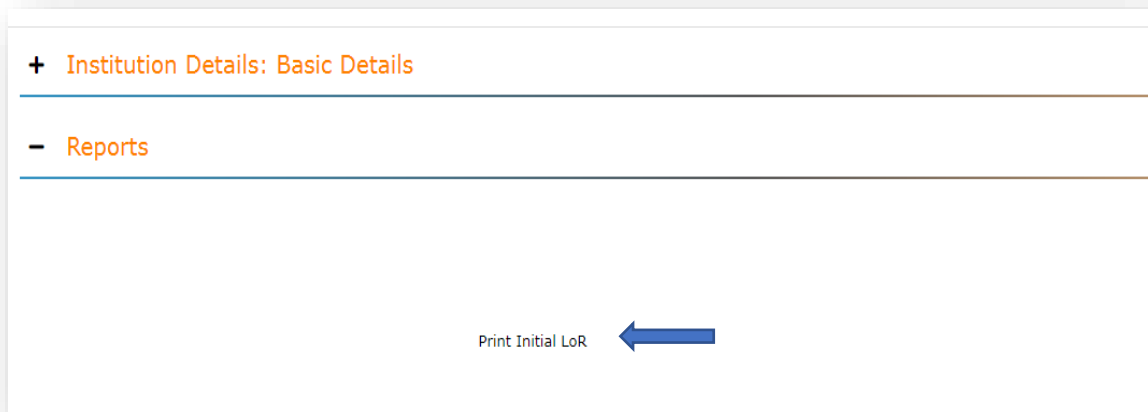 + Institution Details: Basic Details
− Reports
Print Initial LoR